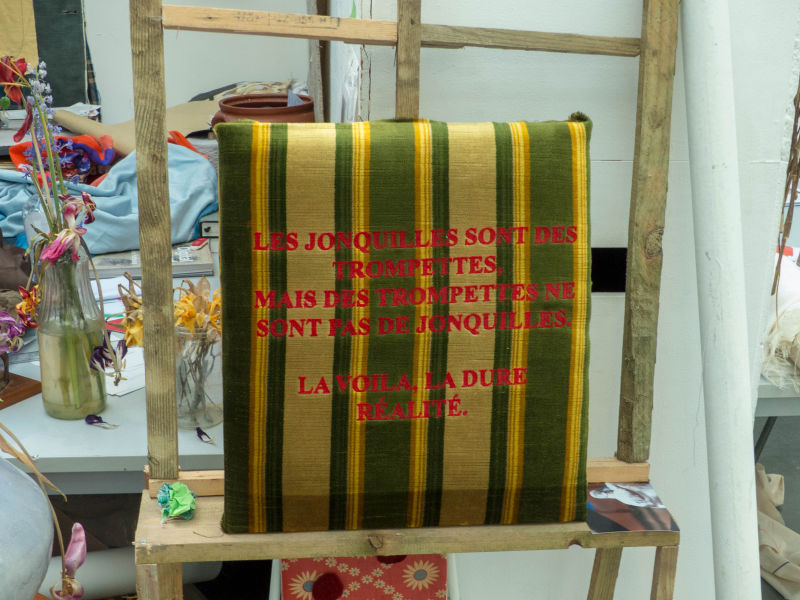 LES JONQUILLES SONT DES
TROMPETTES,
MAIS DES TROMPETTES NE
SONT PAS DE JONQUILLES.
LA VOILA, LA DURE
RÉALITÉ.